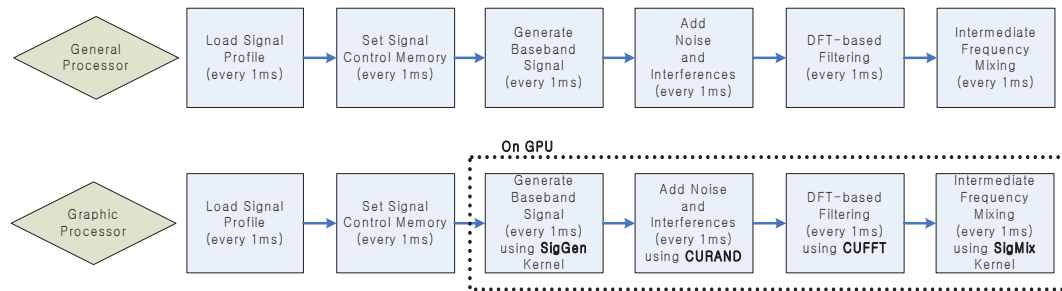 General
Processor
Load Signal
Profile
(every 1ms)
Set Signal
Control Memory
(every 1ms)
Generate
Baseband
Signal
(every 1ms)
Add
Noise
and
Interferences
(every 1ms)
DFT-based
Filtering
(every 1ms)
Intermediate
Frequency
Mixing
(every 1ms)
On GPU
Graphic
Processor
Load Signal
Profile
(every 1ms)
Set Signal
Control Memory
(every 1ms)
Generate
Baseband
Signal
(every 1ms)
using SigGen
Kernel
Add Noise
and
Interferences
(every 1ms)
using CURAND
DFT-based
Filtering
(every 1ms)
using CUFFT
Intermediate
Frequency
Mixing
(every 1ms)
using SigMix
Kernel